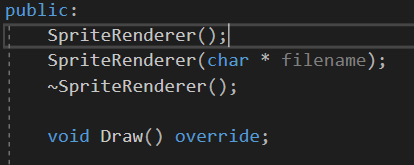 public:
SpriteRenderer();
SpriteRenderer(char * filename);
~SpriteRenderer();
void Draw() override;